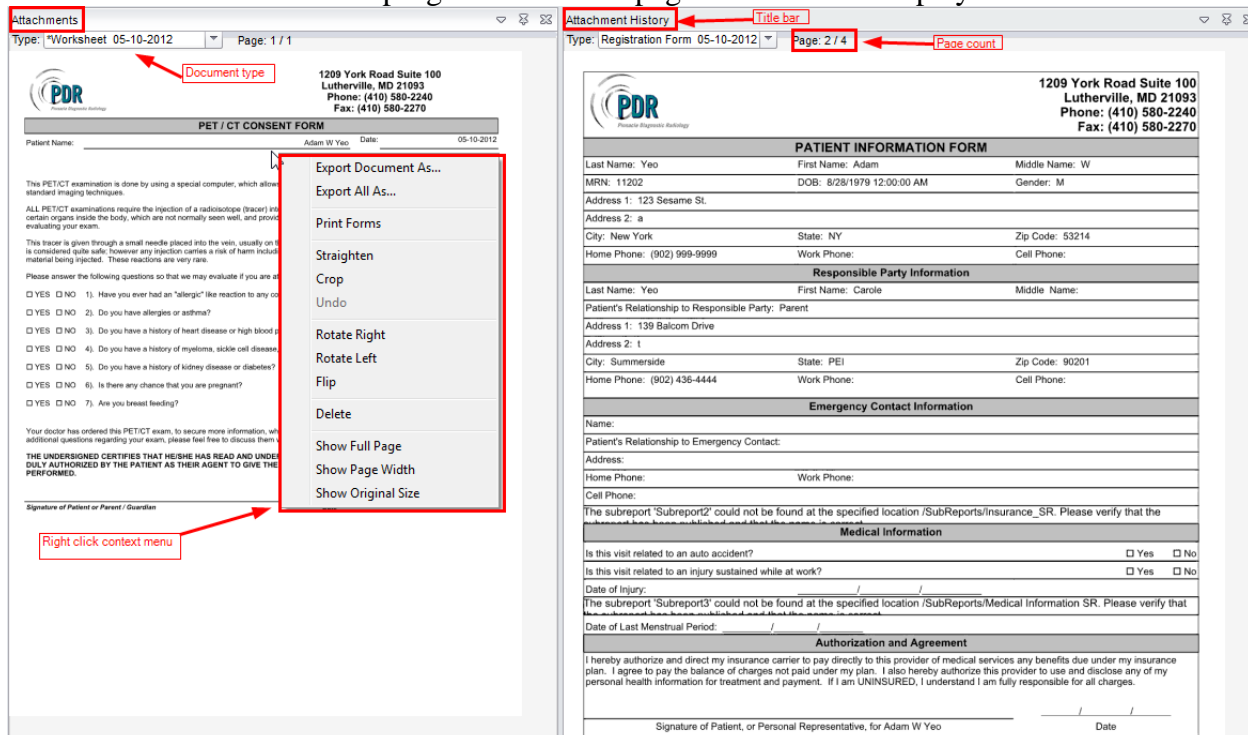 Attachments
Type: *Worksheet 05-10-2012 Page: 1 / 1
Document type
PDR
Pinnacle Diagnostic Radiology
1209 York Road Suite 100
Lutherville, MD 21093
Phone: (410) 580-2240
Fax: (410) 580-2270
PET / CT CONSENT FORM
Patient Name: Adam W Yeo Date: 05-10-2012
This PET/CT examination is done by using a special computer, which allow
standard imaging techniques.
ALL PET/CT examinations require the injection of a radioisotope (tracer) int
certain organs inside the body, which are not normally seen well, and provid
evaluating your exam.
This tracer is given through a small needle placed into the vein, usually on t
is considered quite safe; however any injection carries a risk of harm includi
material being injected. These reactions are very rare.
Please answer the following questions so that we may evaluate if you are at
YES NO 1). Have you ever had an "allergic" like reaction to any co
YES NO 2). Do you have allergies or asthma?
YES NO 3). Do you have a history of heart disease or high blood p
YES NO 4). Do you have a history of myeloma, sickle cell disease,
YES NO 5). Do you have a history of kidney disease or diabetes?
YES NO 6). Is there any chance that you are pregnant?
YES NO 7). Are you breast feeding?
Your doctor has ordered this PET/CT exam, to secure more information, wh
additional questions regarding your exam, please feel free to discuss them
THE UNDERSIGNED CERTIFIES THAT HE/SHE HAS READ AND UNDE
DULY AUTHORIZED BY THE PATIENT AS THEIR AGENT TO GIVE THE
PERFORMED.
Signature of Patient or Parent / Guardian
Export Document As...
Export All As...
Print Forms
Straighten
Crop
Undo
Rotate Right
Rotate Left
Flip
Delete
Show Full Page
Show Page Width
Show Original Size
Right click context menu
Attachment History
Title bar
Type: Registration Form 05-10-2012 Page: 2 / 4
Page count
PDR
Pinnacle Diagnostic Radiology
1209 York Road Suite 100
Lutherville, MD 21093
Phone: (410) 580-2240
Fax: (410) 580-2270
PATIENT INFORMATION FORM
Last Name: Yeo First Name: Adam Middle Name: W
MRN: 11202 DOB: 8/28/1979 12:00:00 AM Gender: M
Address 1: 123 Sesame St.
Address 2: a
City: New York State: NY Zip Code: 53214
Home Phone: (902) 999-9999 Work Phone: Cell Phone:
Responsible Party Information
Last Name: Yeo First Name: Carole Middle Name:
Patient's Relationship to Responsible Party: Parent
Address 1: 139 Balcom Drive
Address 2: t
City: Summerside State: PEI Zip Code: 90201
Home Phone: (902) 436-4444 Work Phone: Cell Phone:
Emergency Contact Information
Name:
Patient's Relationship to Emergency Contact:
Address:
Home Phone: Work Phone:
Cell Phone:
The subreport 'Subreport2' could not be found at the specified location /SubReports/Insurance_SR. Please verify that the
Medical Information
Is this visit related to an auto accident? Yes No
Is this visit related to an injury sustained while at work? Yes No
Date of Injury: / /
The subreport 'Subreport3' could not be found at the specified location /SubReports/Medical Information SR. Please verify that
Date of Last Menstrual Period: / /
Authorization and Agreement
I hereby authorize and direct my insurance carrier to pay directly to this provider of medical services any benefits due under my insurance
plan. I agree to pay the balance of charges not paid under my plan. I also hereby authorize this provider to use and disclose any of my
personal health information for treatment and payment. If I am UNINSURED, I understand I am fully responsible for all charges.
/ /
Signature of Patient, or Personal Representative, for Adam W Yeo Date